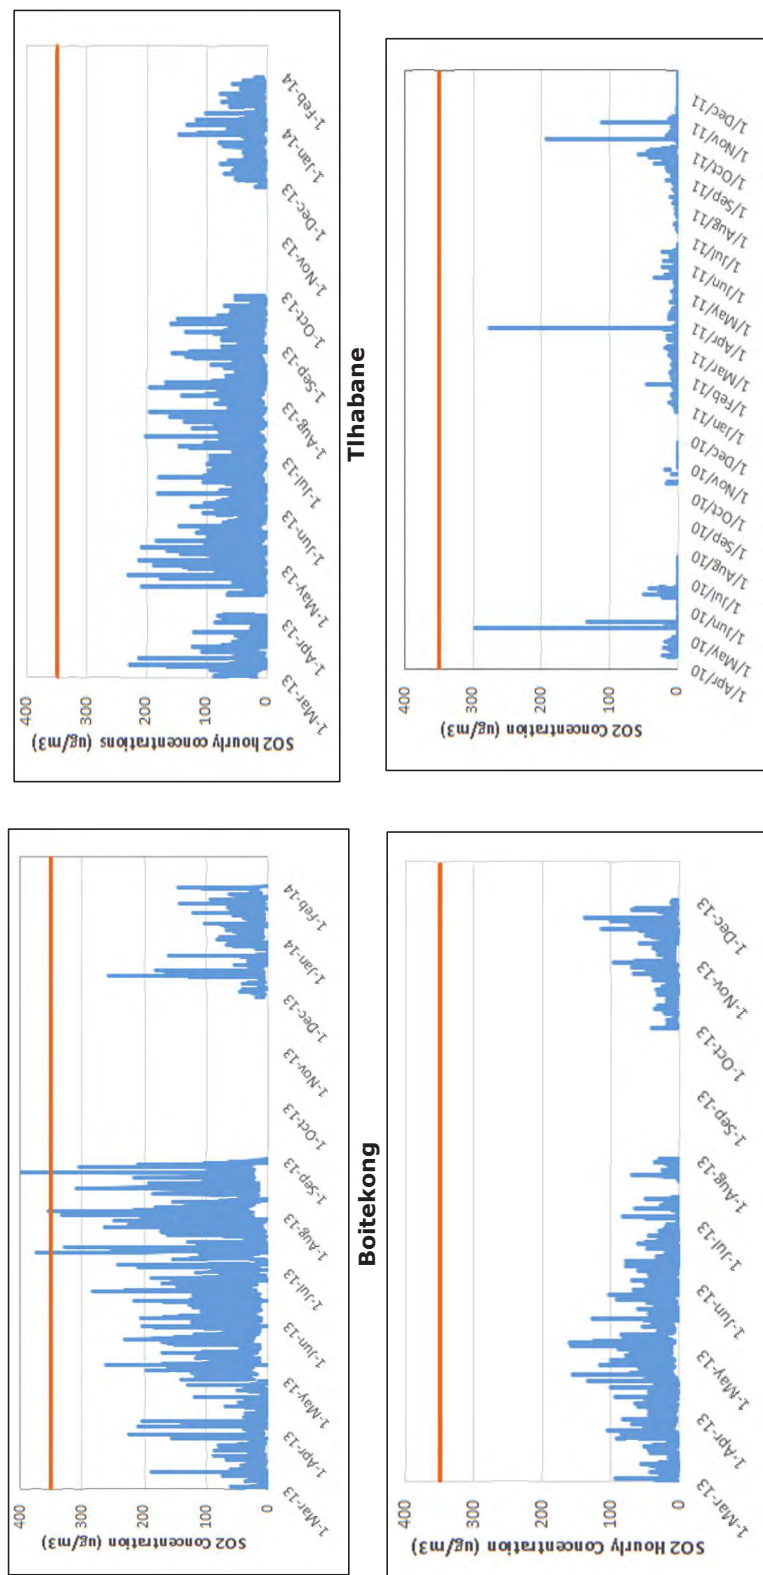 SO2 Concentration (ug/m3)
400
300
200
100
0
1-Mar-13
1-Apr-13
1-May-13
1-Jun-13
1-Jul-13
1-Aug-13
1-Sep-13
1-Oct-13
1-Nov-13
1-Dec-13
1-Jan-14
1-Feb-14
Boitekong
SO2 hourly concentrations (ug/m3)
400
300
200
100
0
1-Mar-13
1-Apr-13
1-May-13
1-Jun-13
1-Jul-13
1-Aug-13
1-Sep-13
1-Oct-13
1-Nov-13
1-Dec-13
1-Jan-14
1-Feb-14
Tlhabane
SO2 Hourly Concentration (ug/m3)
400
300
200
100
0
1-Mar-13
1-Apr-13
1-May-13
1-Jun-13
1-Jul-13
1-Aug-13
1-Sep-13
1-Oct-13
1-Nov-13
1-Dec-13
SO2 Concentration (ug/m3)
400
300
200
100
0
1/Apr/10
1/May/10
1/Jun/10
1/Jul/10
1/Aug/10
1/Sep/10
1/Oct/10
1/Nov/10
1/Dec/10
1/Jan/11
1/Feb/11
1/Mar/11
1/Apr/11
1/May/11
1/Jun/11
1/Jul/11
1/Aug/11
1/Sep/11
1/Oct/11
1/Nov/11
1/Dec/11